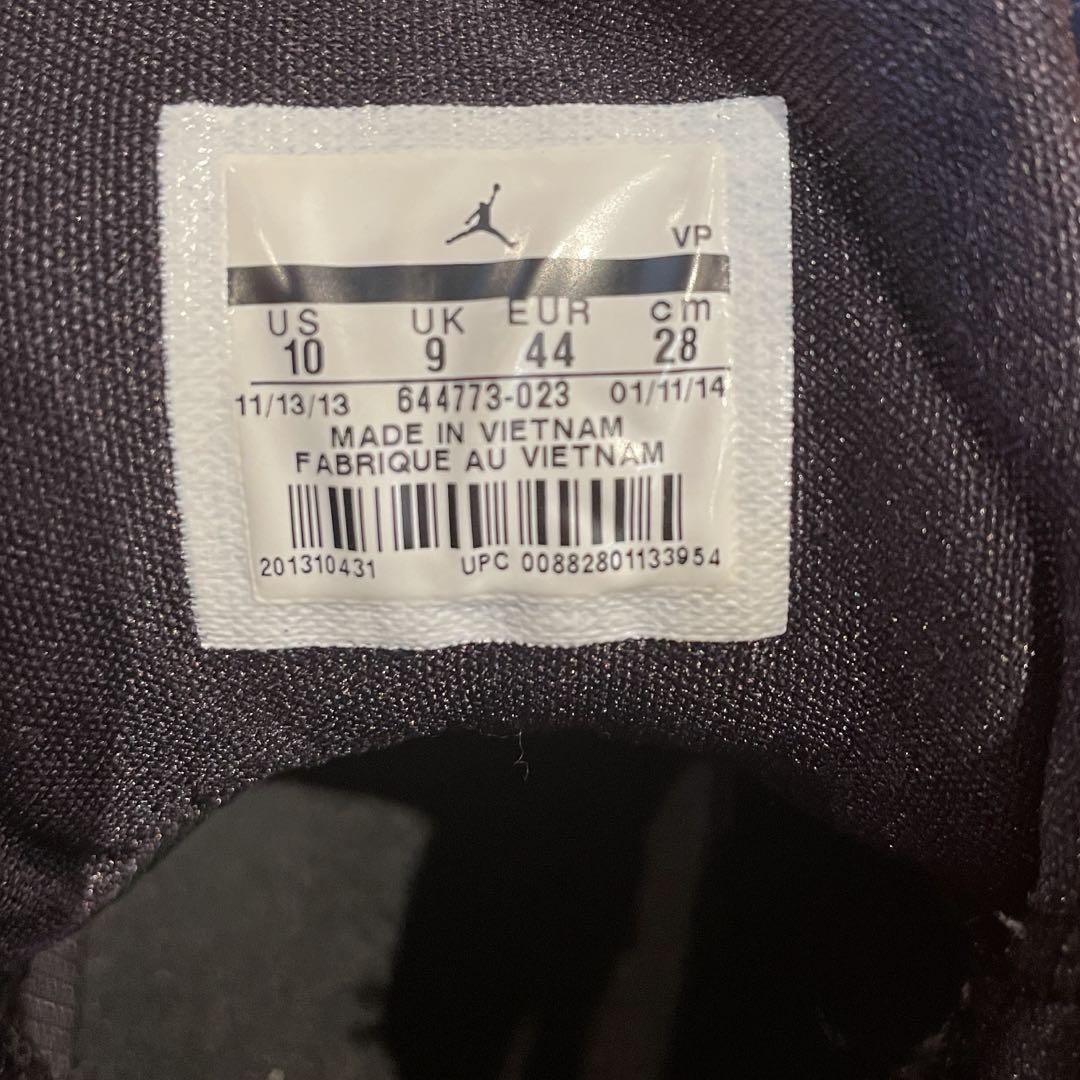 VP
US UK EUR cm
10 9 44 28
11/13/13 644773-023 01/11/14
MADE IN VIETNAM
FABRIQUE AU VIETNAM
201310431 UPC 00882801133954